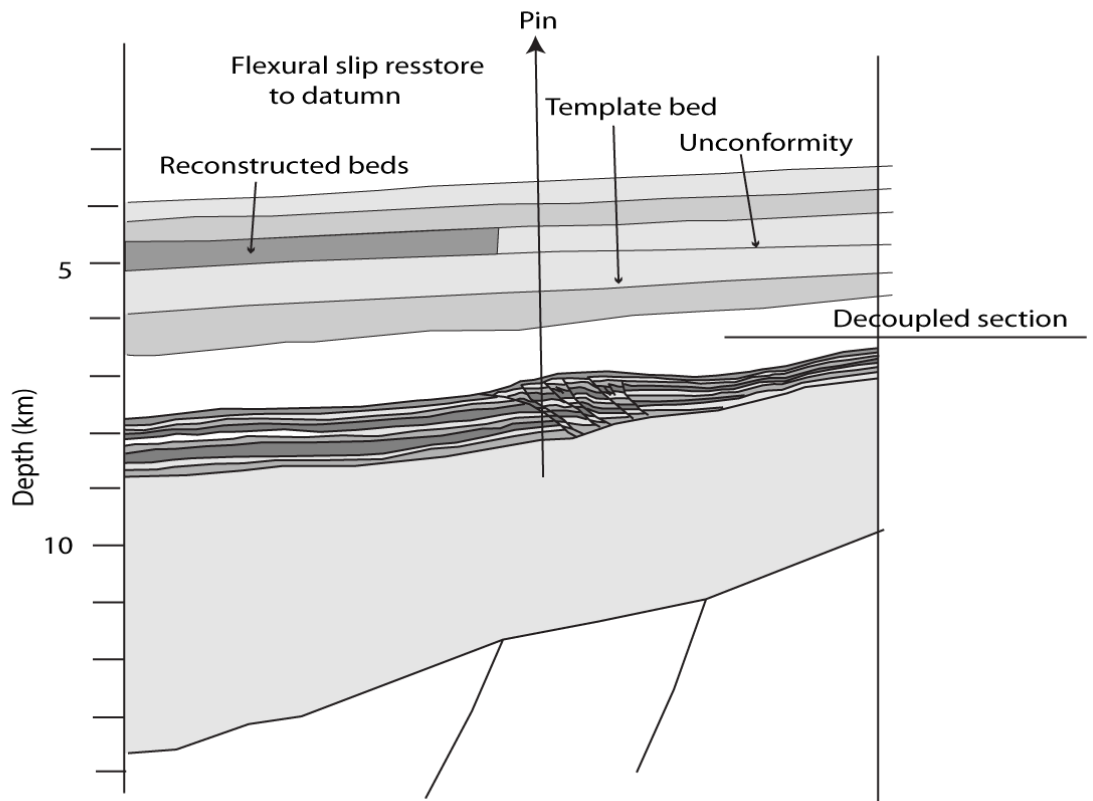 Pin
Flexural slip resstore
to datumn
Template bed
Unconformity
Reconstructed beds
5
Decoupled section
Depth (km)
10